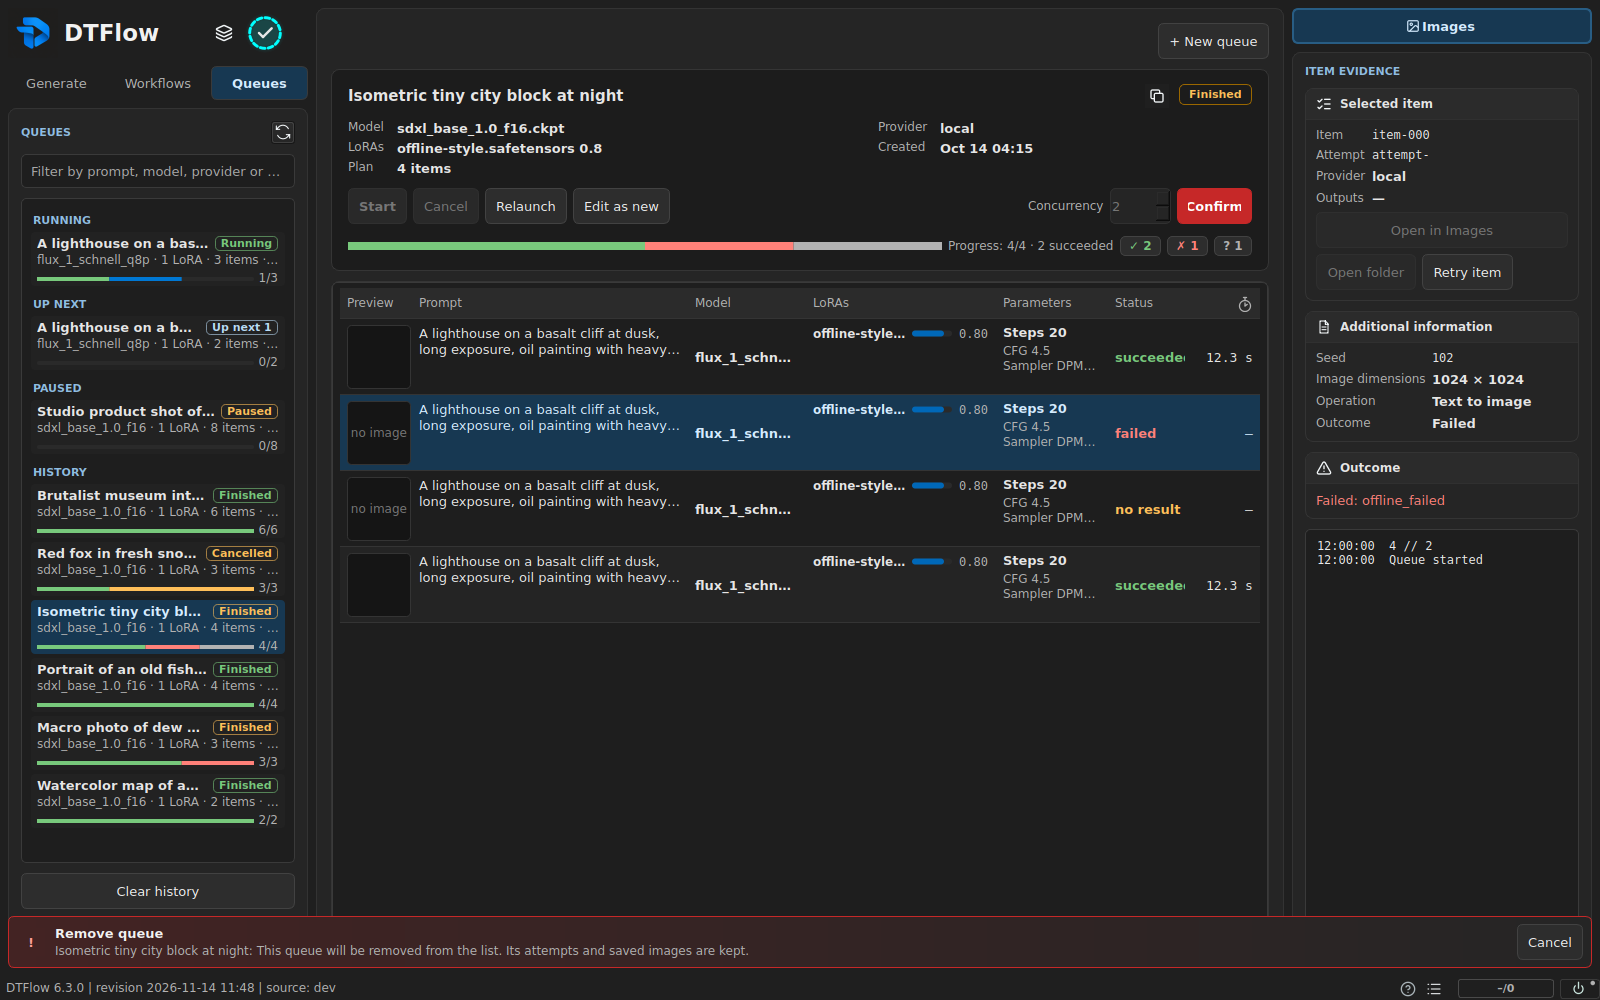 DTFlow
Generate
Workflows
Queues
QUEUES
Filter by prompt, model, provider or ...
RUNNING
A lighthouse on a bas... Running
flux_1_schnell_q8p · 1 LoRA · 3 items ·...
1/3
UP NEXT
A lighthouse on a b... Up next 1
flux_1_schnell_q8p · 1 LoRA · 2 items ·...
0/2
PAUSED
Studio product shot of... Paused
sdxl_base_1.0_f16 · 1 LoRA · 8 items · ...
0/8
HISTORY
Brutalist museum int... Finished
sdxl_base_1.0_f16 · 1 LoRA · 6 items · ...
6/6
Red fox in fresh sno... Cancelled
sdxl_base_1.0_f16 · 1 LoRA · 3 items · ...
3/3
Isometric tiny city bl... Finished
sdxl_base_1.0_f16 · 1 LoRA · 4 items · ...
4/4
Portrait of an old fish... Finished
sdxl_base_1.0_f16 · 1 LoRA · 4 items · ...
4/4
Macro photo of dew ... Finished
sdxl_base_1.0_f16 · 1 LoRA · 3 items · ...
3/3
Watercolor map of a... Finished
sdxl_base_1.0_f16 · 1 LoRA · 2 items · ...
2/2
Clear history
+ New queue
Isometric tiny city block at night
Finished
Model sdxl_base_1.0_f16.ckpt
Provider local
LoRAs offline-style.safetensors 0.8
Created Oct 14 04:15
Plan 4 items
Start
Cancel
Relaunch
Edit as new
Concurrency 2
Confirm
Progress: 4/4 · 2 succeeded ✓ 2 ✗ 1 ? 1
Preview Prompt Model LoRAs Parameters Status
A lighthouse on a basalt cliff at dusk,
long exposure, oil painting with heavy...
flux_1_schn...
offline-style... 0.80
Steps 20
CFG 4.5
Sampler DPM...
succeeded
12.3 s
no image
A lighthouse on a basalt cliff at dusk,
long exposure, oil painting with heavy...
flux_1_schn...
offline-style... 0.80
Steps 20
CFG 4.5
Sampler DPM...
failed
–
no image
A lighthouse on a basalt cliff at dusk,
long exposure, oil painting with heavy...
flux_1_schn...
offline-style... 0.80
Steps 20
CFG 4.5
Sampler DPM...
no result
–
A lighthouse on a basalt cliff at dusk,
long exposure, oil painting with heavy...
flux_1_schn...
offline-style... 0.80
Steps 20
CFG 4.5
Sampler DPM...
succeeded
12.3 s
Images
ITEM EVIDENCE
Selected item
Item item-000
Attempt attempt-
Provider local
Outputs —
Open in Images
Open folder
Retry item
Additional information
Seed 102
Image dimensions 1024 × 1024
Operation Text to image
Outcome Failed
Outcome
Failed: offline_failed
12:00:00 4 // 2
12:00:00 Queue started
! Remove queue
Isometric tiny city block at night: This queue will be removed from the list. Its attempts and saved images are kept.
Cancel
DTFlow 6.3.0 | revision 2026-11-14 11:48 | source: dev
–/0